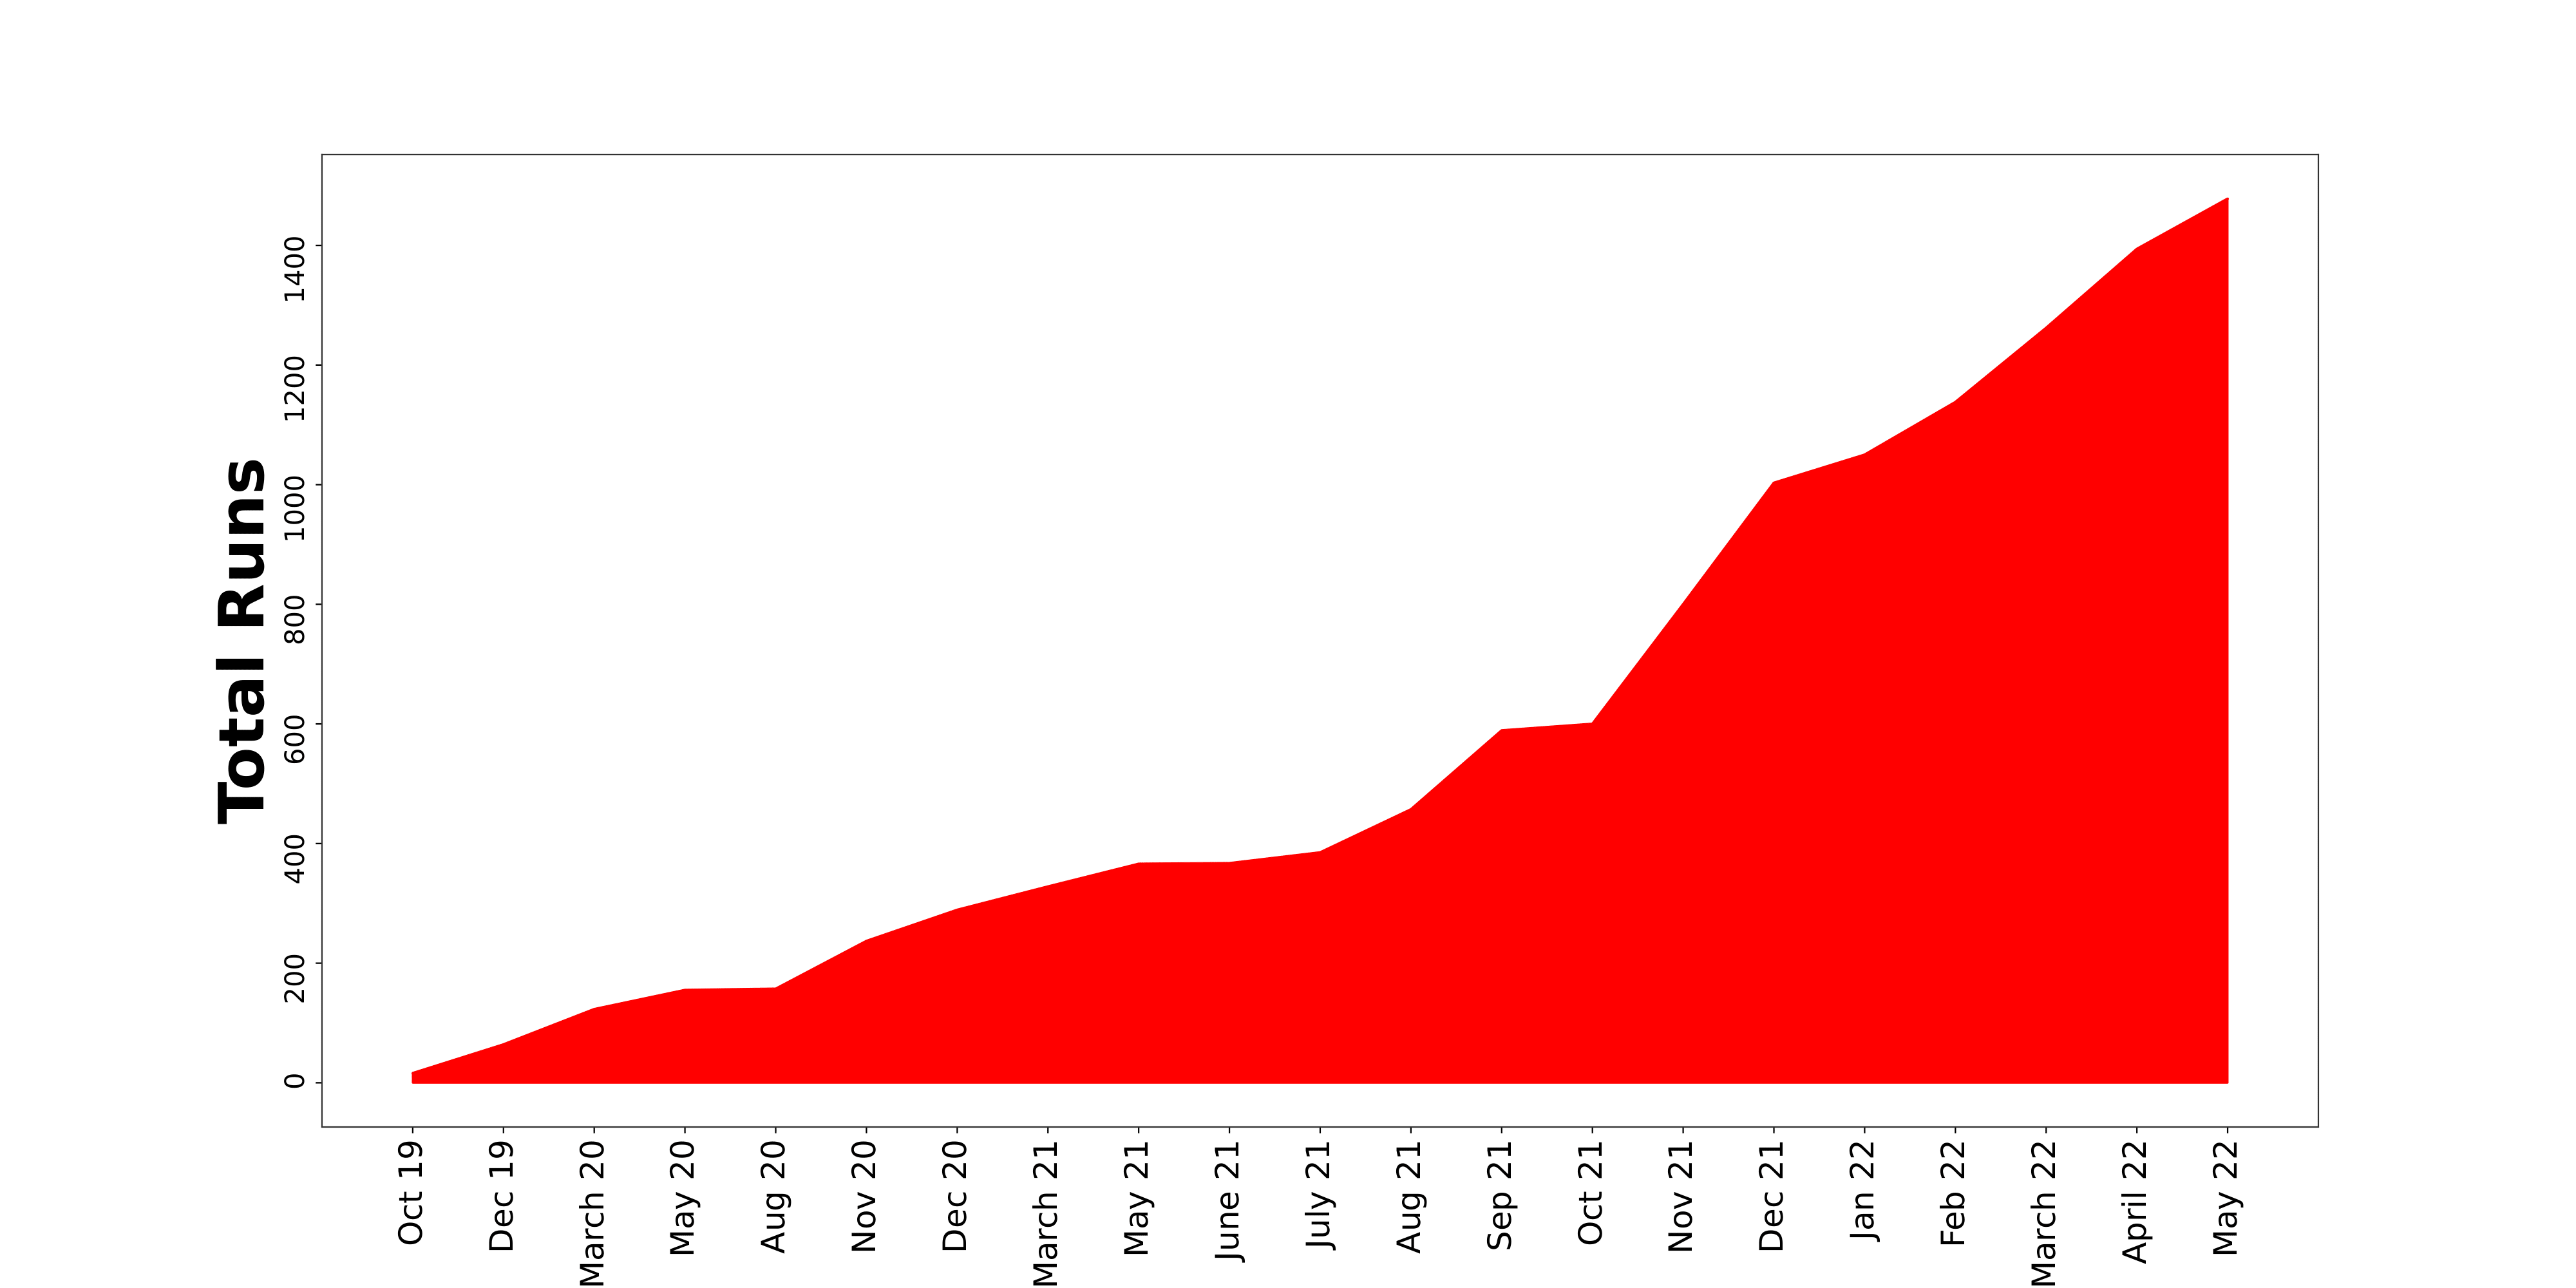 Total Runs
1400
1200
1000
800
600
400
200
0
Oct 19
Dec 19
March 20
May 20
Aug 20
Nov 20
Dec 20
March 21
May 21
June 21
July 21
Aug 21
Sep 21
Oct 21
Nov 21
Dec 21
Jan 22
Feb 22
March 22
April 22
May 22